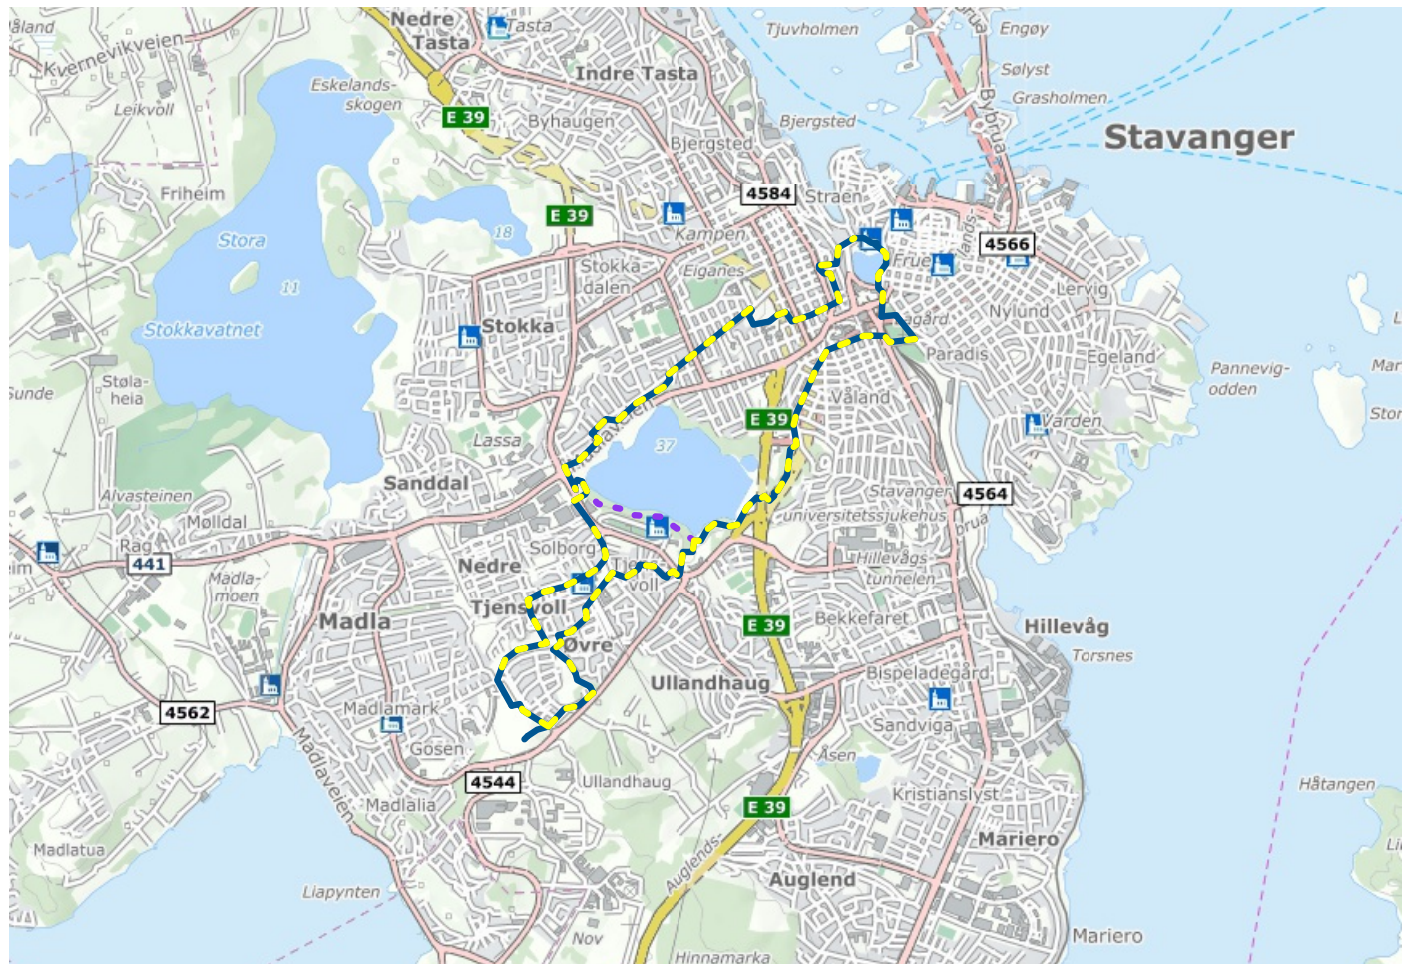 Nedre
Tasta
Tasta
Tjuvholmen
Engøy
åland
Kvernevikveien
Indre Tasta
Sølyst
Eskelands-
skogen
Grasholmen
Bybrua
Leikvoll
E 39
Byhaugen
Bjergsted
Bjergsted
Stavanger
Friheim
4584
Straen
E 39
18
Kampen
4566
Stora
Stokka-
dalen
Eiganes
Frue
11
Lervig
Stokkavatnet
Stokka
Nylund
Paradis
Egeland
Sunde
Støla-
heia
Pannevig-
odden
Våland
E 39
Varden
Lassa
37
Sanddal
Alvasteinen
Stavanger
universitetssjukehus
4564
Mølldal
Rag
441
Solborg
Hillevågs-
tunnelen
Nedre
Tjensvoll
Madla-
moen
Madla
E 39
Bekkefaret
Hillevåg
Øvre
Torsnes
Ullandhaug
Bispeladegård
4562
Madlamark
Sandviga
Madlaveien
Gosen
Åsen
4544
Ullandhaug
Håtangen
Kristianslyst
Madlalia
E 39
Mariero
Madlatua
Auglends-
Auglend
Liapynten
Nov
Mariero
Hinnamarka